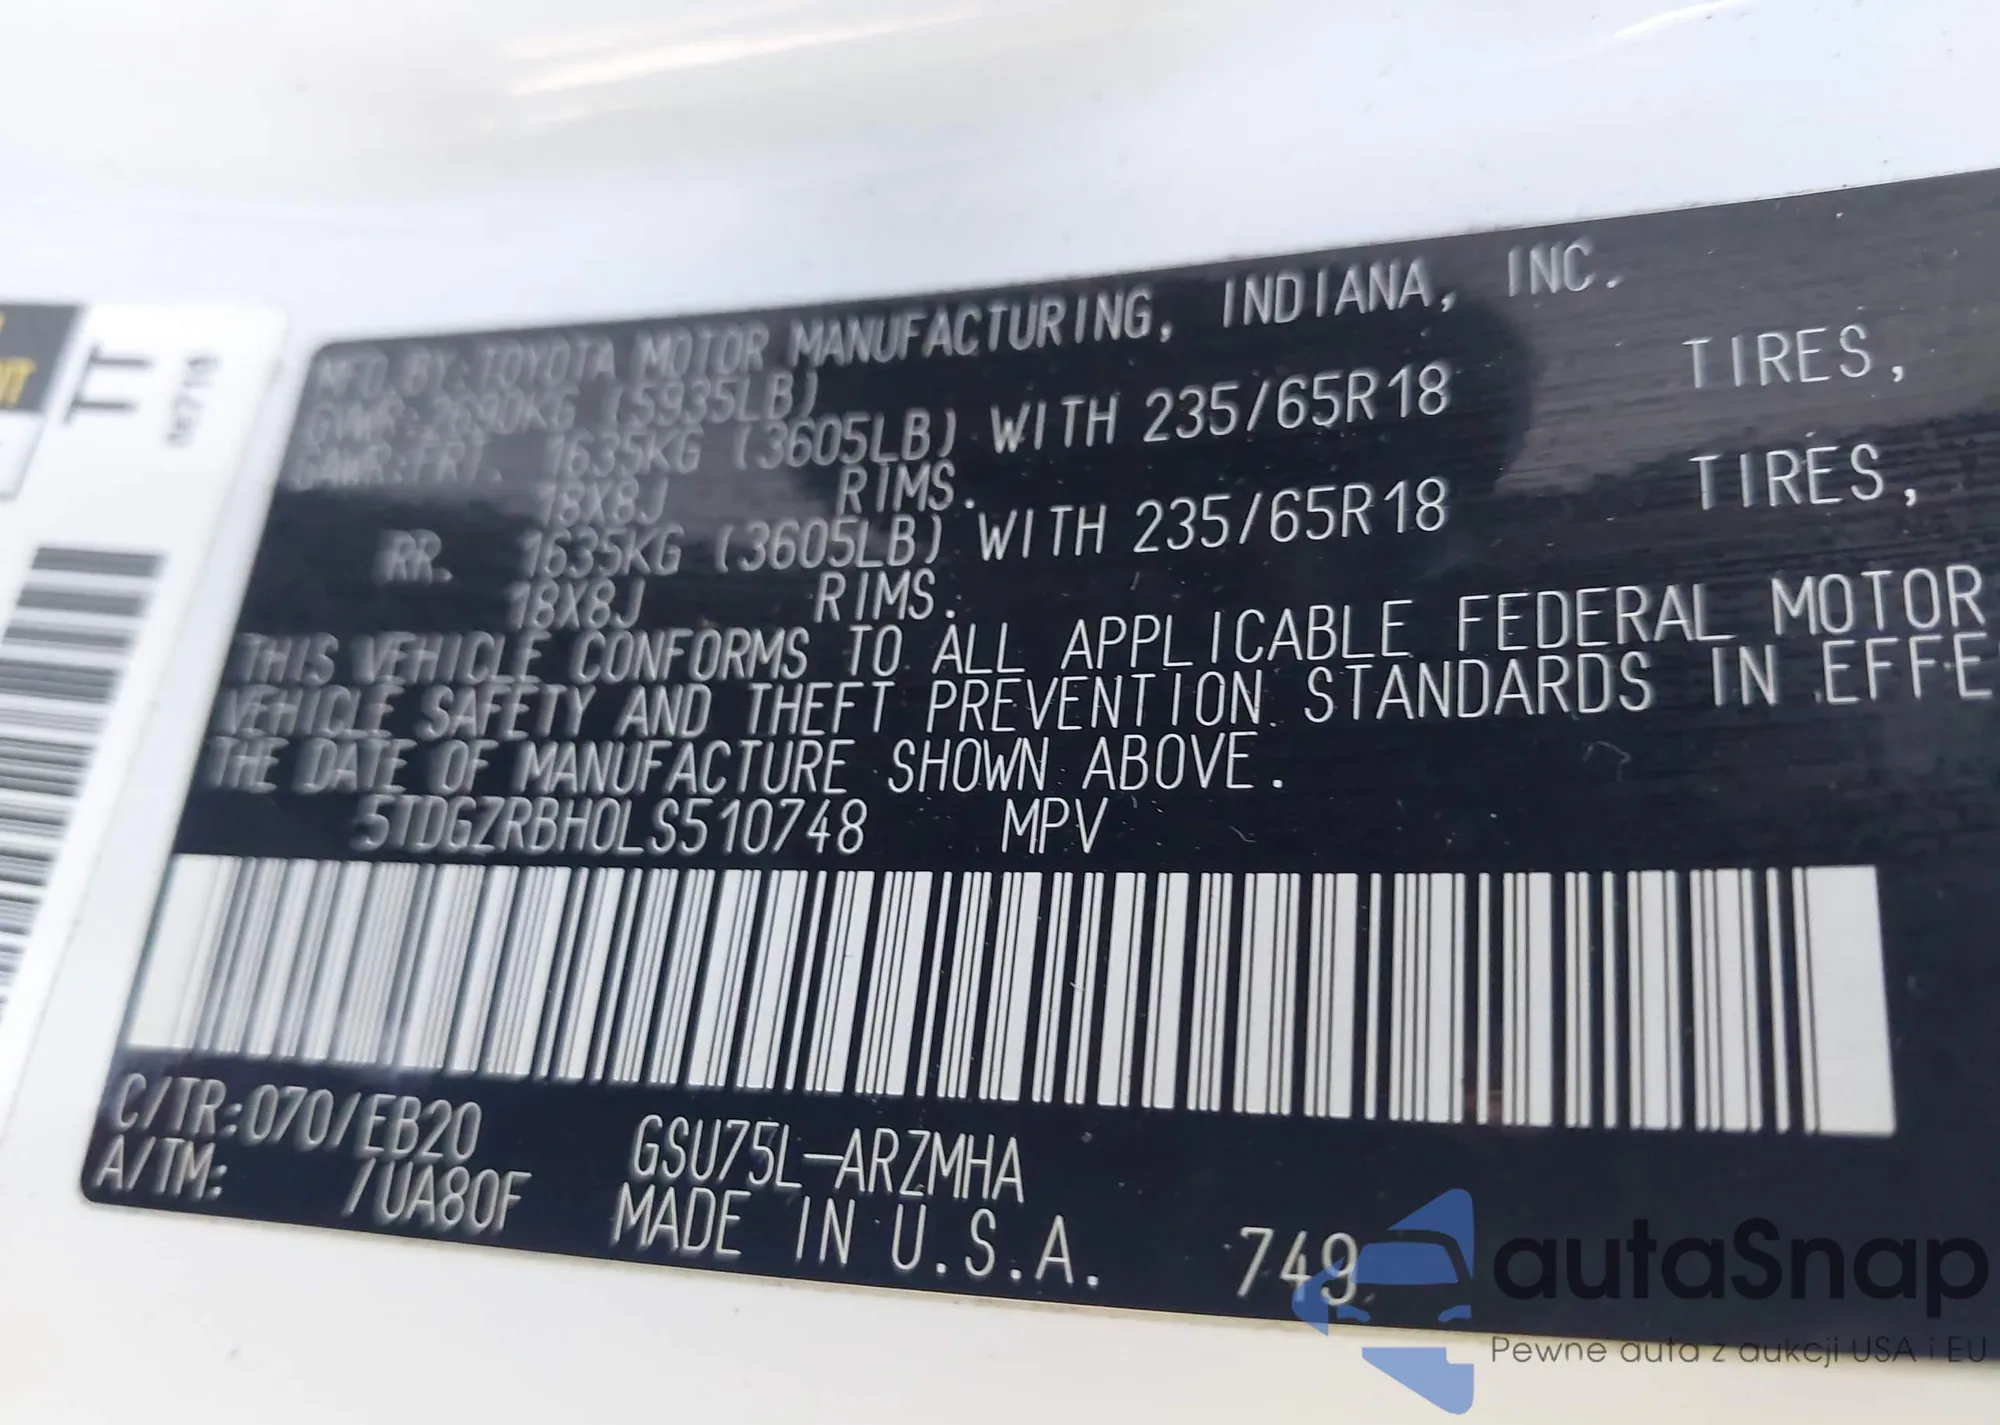 MFD.BY:TOYOTA MOTOR MANUFACTURING, INDIANA, INC.
GVWR:2690KG (5935LB)
GAWR:FRT. 1635KG (3605LB) WITH 235/65R18 TIRES,
18X8J RIMS.
RR. 1635KG (3605LB) WITH 235/65R18 TIRES,
18X8J RIMS.
THIS VEHICLE CONFORMS TO ALL APPLICABLE FEDERAL MOTOR
VEHICLE SAFETY AND THEFT PREVENTION STANDARDS IN EFFE
THE DATE OF MANUFACTURE SHOWN ABOVE.
5TDGZRBH0LS510748 MPV
C/TR:070/EB20 GSU75L-ARZMHA
A/TM: /UA80F MADE IN U.S.A. 749
TT
autaSnap
Pewne auta z aukcji USA i EU